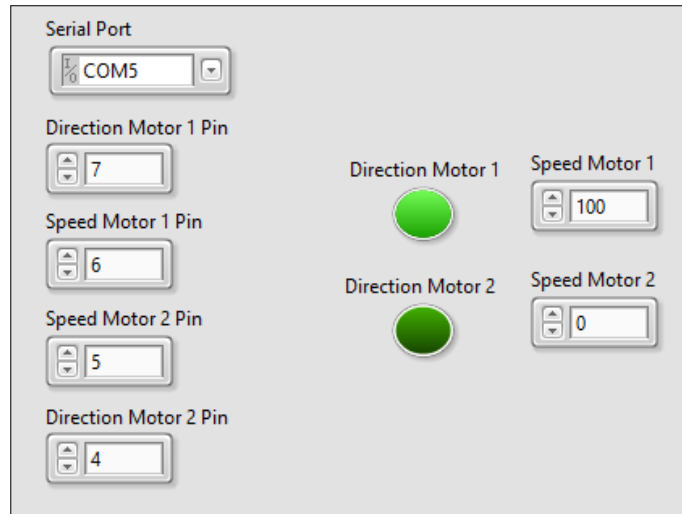 Serial Port
I/O COM5
Direction Motor 1 Pin
7
Speed Motor 1 Pin
6
Speed Motor 2 Pin
5
Direction Motor 2 Pin
4
Direction Motor 1
Speed Motor 1
100
Direction Motor 2
Speed Motor 2
0